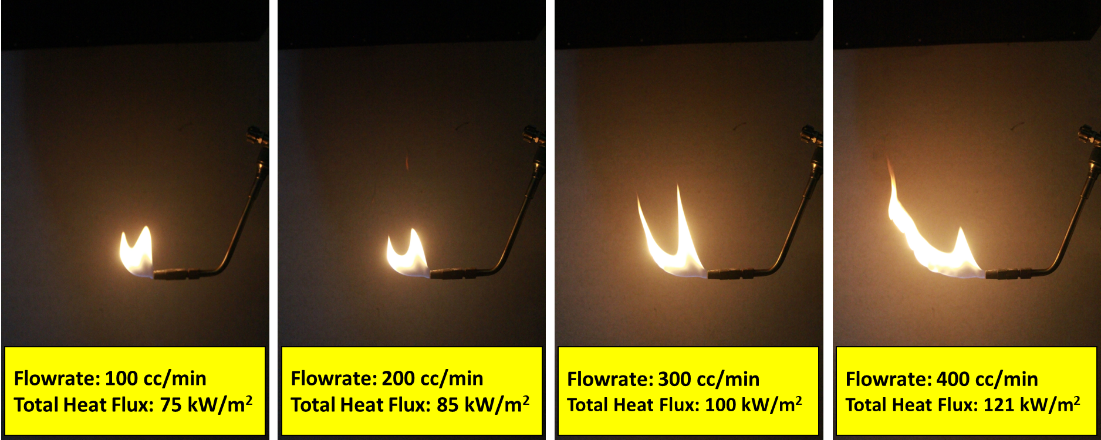 Flowrate: 100 cc/min
Total Heat Flux: 75 kW/m²
Flowrate: 200 cc/min
Total Heat Flux: 85 kW/m²
Flowrate: 300 cc/min
Total Heat Flux: 100 kW/m²
Flowrate: 400 cc/min
Total Heat Flux: 121 kW/m²